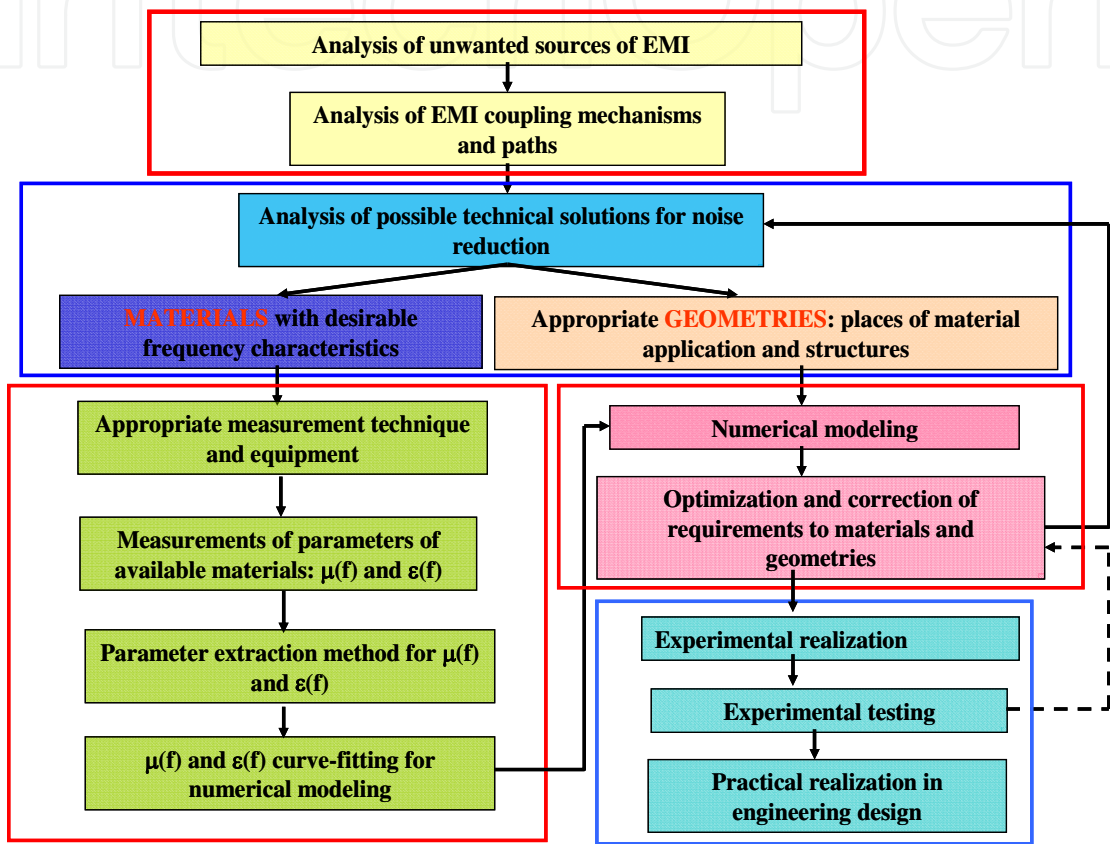 IntechOpen
Analysis of unwanted sources of EMI
Analysis of EMI coupling mechanisms
and paths
Analysis of possible technical solutions for noise
reduction
MATERIALS with desirable
frequency characteristics
Appropriate GEOMETRIES: places of material
application and structures
Appropriate measurement technique
and equipment
Measurements of parameters of
available materials: μ(f) and ε(f)
Parameter extraction method for μ(f)
and ε(f)
μ(f) and ε(f) curve-fitting for
numerical modeling
Numerical modeling
Optimization and correction of
requirements to materials and
geometries
Experimental realization
Experimental testing
Practical realization in
engineering design